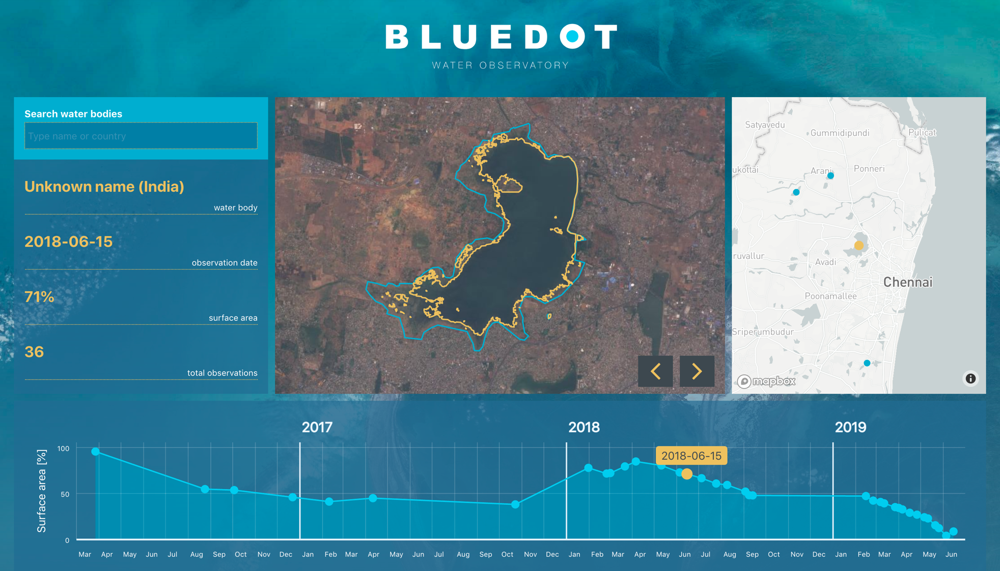 BLUEDOT
WATER OBSERVATORY
Search water bodies
Type name or country
Unknown name (India)
water body
2018-06-15
observation date
71%
surface area
36
total observations
Satyavedu
Gummidipundi
Pulicat
ukottai
Arani
Ponneri
ruvallur
Avadi
Chennai
Poonamallee
Sriperumbudur
mapbox
2017
2018
2019
2018-06-15
Surface area [%]
100
50
0
Mar Apr May Jun Jul Aug Sep Oct Nov Dec Jan Feb Mar Apr May Jun Jul Aug Sep Oct Nov Dec Jan Feb Mar Apr May Jun Jul Aug Sep Oct Nov Dec Jan Feb Mar Apr May Jun